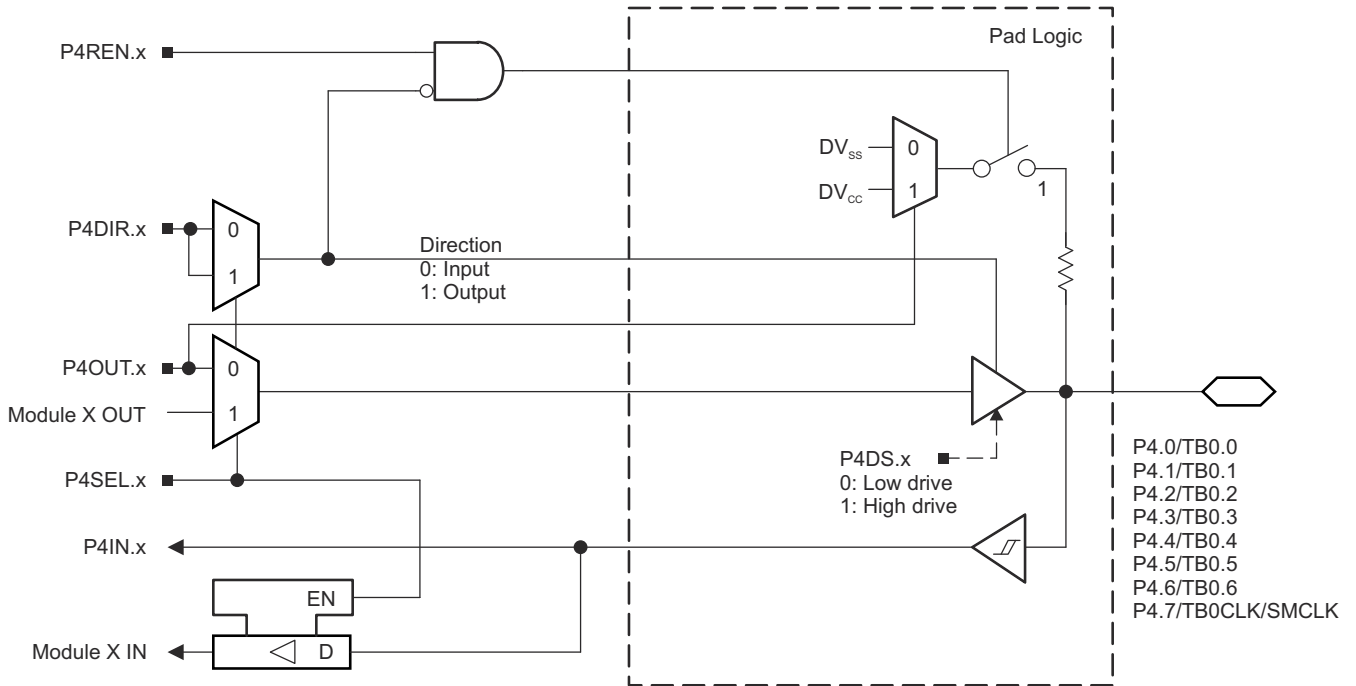 Pad Logic
P4REN.x
DVSS
0
DVCC
1
1
P4DIR.x
0
1
Direction
0: Input
1: Output
P4OUT.x
0
Module X OUT
1
P4DS.x
0: Low drive
1: High drive
P4SEL.x
P4IN.x
EN
Module X IN
D
P4.0/TB0.0
P4.1/TB0.1
P4.2/TB0.2
P4.3/TB0.3
P4.4/TB0.4
P4.5/TB0.5
P4.6/TB0.6
P4.7/TB0CLK/SMCLK